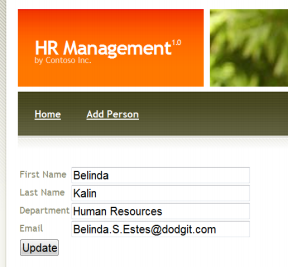 HR Management 1.0
by Contoso Inc.
Home Add Person
First Name Belinda
Last Name Kalin
Department Human Resources
Email Belinda.S.Estes@dodgit.com
Update